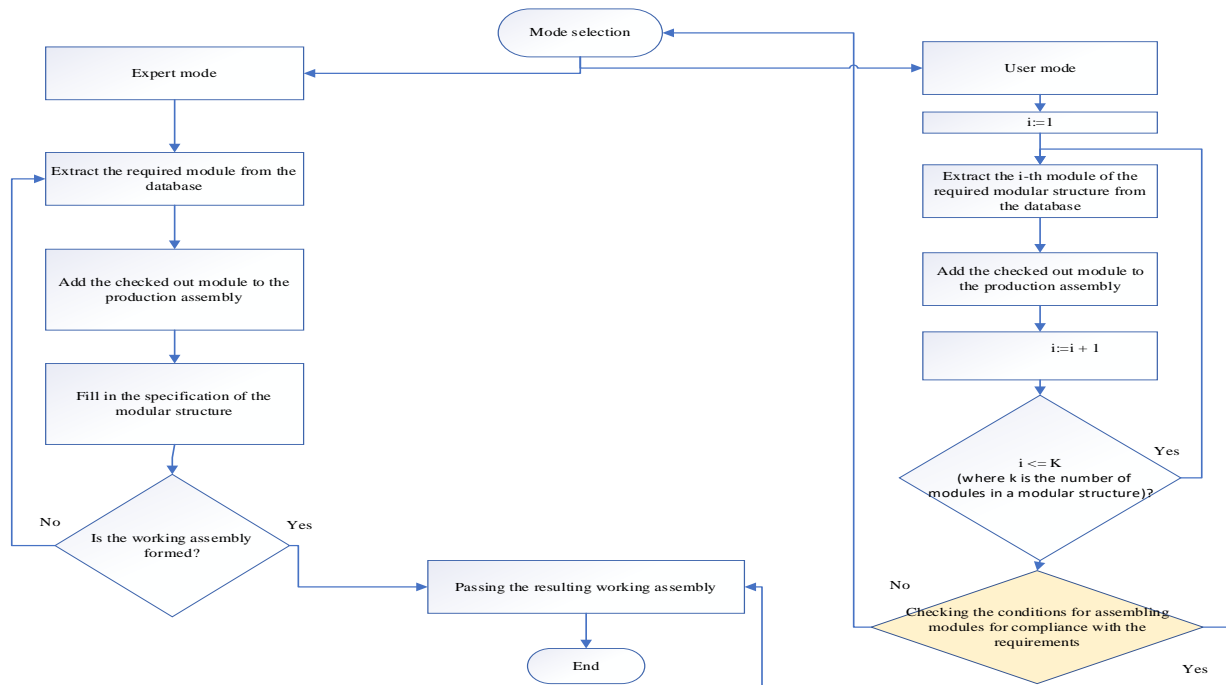 Mode selection
Expert mode
User mode
i:=1
Extract the required module from the
database
Extract the i-th module of the
required modular structure from
the database
Add the checked out module to the
production assembly
Add the checked out module to
the production assembly
i:=i + 1
Fill in the specification of the
modular structure
Yes
i <= K
(where k is the number of
modules in a modular structure)?
No
Yes
Is the working assembly
formed?
Passing the resulting working assembly
No
Checking the conditions for assembling
modules for compliance with the
requirements
End
Yes